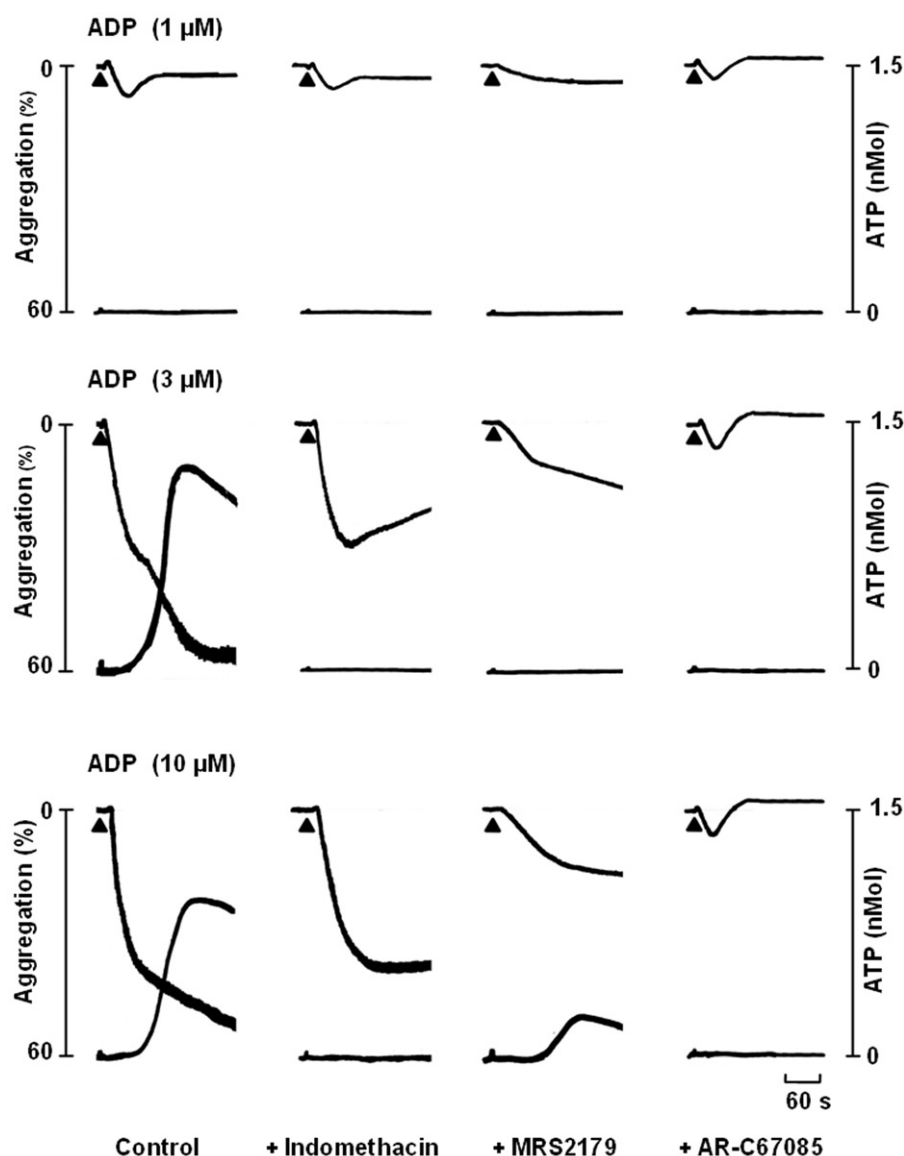 ADP (1 µM)
0
Aggregation (%)
60
1.5
ATP (nMol)
0
ADP (3 µM)
0
Aggregation (%)
60
1.5
ATP (nMol)
0
ADP (10 µM)
0
Aggregation (%)
60
1.5
ATP (nMol)
0
60 s
Control + Indomethacin + MRS2179 + AR-C67085